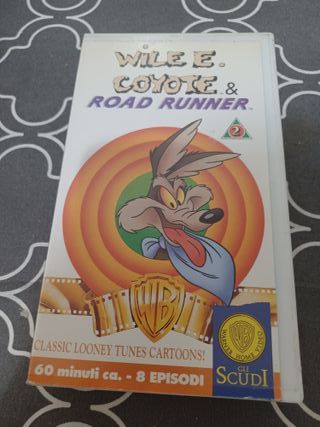 WILE E.
COYOTE &
ROAD RUNNER™
2
WB
CLASSIC LOONEY TUNES CARTOONS!
60 minuti ca. - 8 EPISODI
WARNER HOME VIDEO
GLI
SCUDI